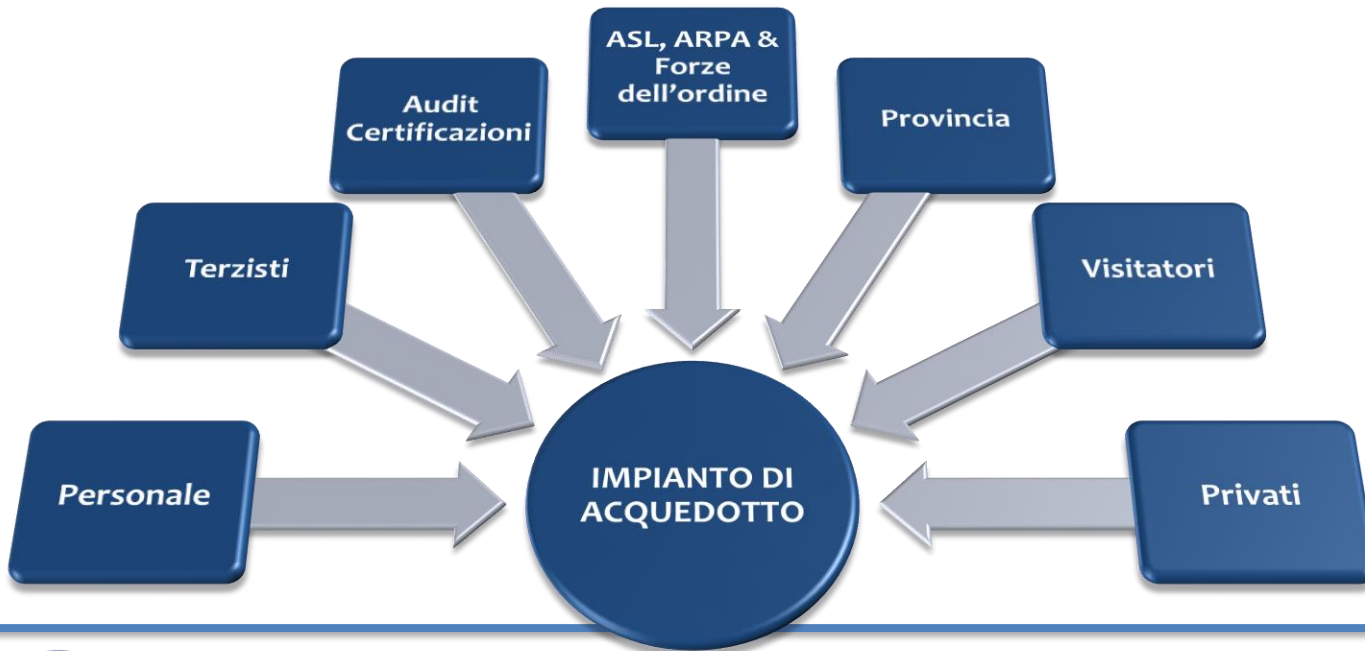 ASL, ARPA &
Forze
dell'ordine
Audit
Certificazioni
Provincia
Terzisti
Visitatori
Personale
IMPIANTO DI
ACQUEDOTTO
Privati